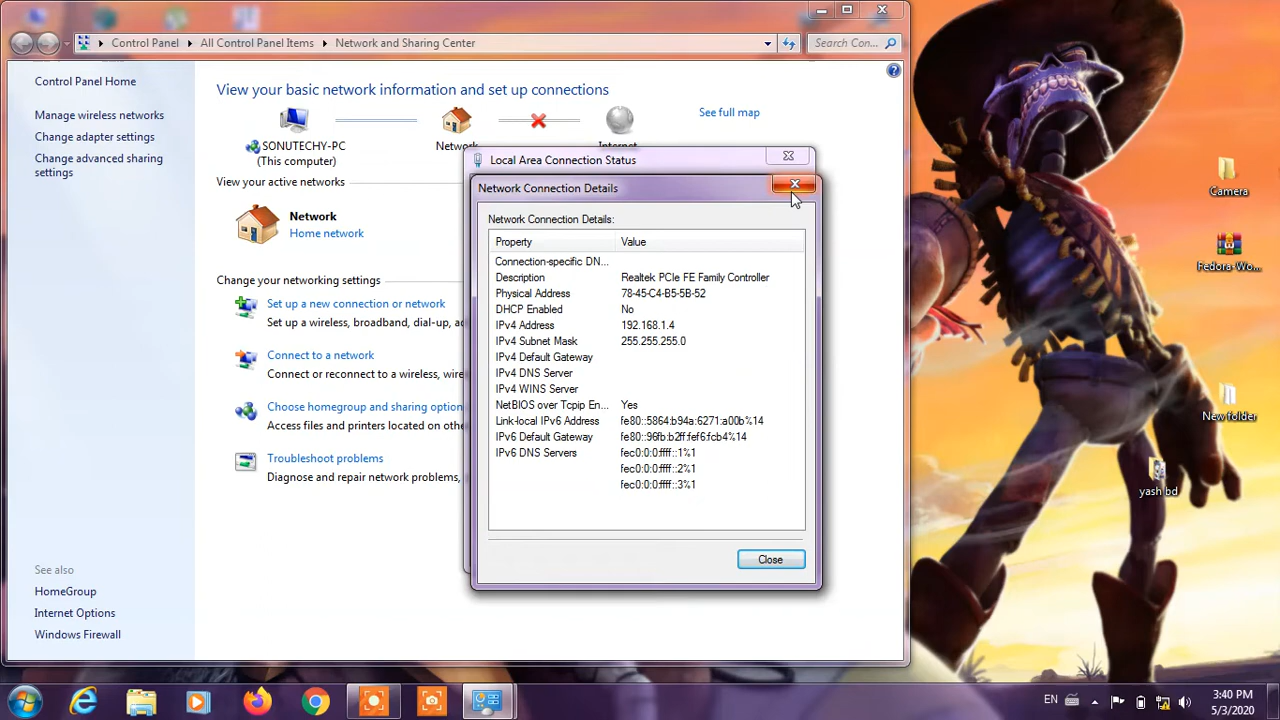 Control Panel
All Control Panel Items
Network and Sharing Center
Search Con...
Control Panel Home
Manage wireless networks
Change adapter settings
Change advanced sharing
settings
View your basic network information and set up connections
See full map
SONUTECHY-PC
(This computer)
Network
Internet
View your active networks
Network
Home network
Change your networking settings
Set up a new connection or network
Set up a wireless, broadband, dial-up,
Connect to a network
Connect or reconnect to a wireless,
Choose homegroup and sharing option
Access files and printers located on
Troubleshoot problems
Diagnose and repair network problems,
See also
HomeGroup
Internet Options
Windows Firewall
Local Area Connection Status
Network Connection Details
Network Connection Details:
Property Value
Connection-specific DN...
Description Realtek PCIe FE Family Controller
Physical Address 78-45-C4-B5-5B-52
DHCP Enabled No
IPv4 Address 192.168.1.4
IPv4 Subnet Mask 255.255.255.0
IPv4 Default Gateway
IPv4 DNS Server
IPv4 WINS Server
NetBIOS over Tcpip En... Yes
Link-local IPv6 Address fe80::5864:b94a:6271:a00b%14
IPv6 Default Gateway fe80::96fb:b2ff:fef6:fcb4%14
IPv6 DNS Servers fec0:0:0:ffff::1%1
fec0:0:0:ffff::2%1
fec0:0:0:ffff::3%1
Close
Camera
Fedora-Wo...
New folder
yash bd
EN
3:40 PM
5/3/2020